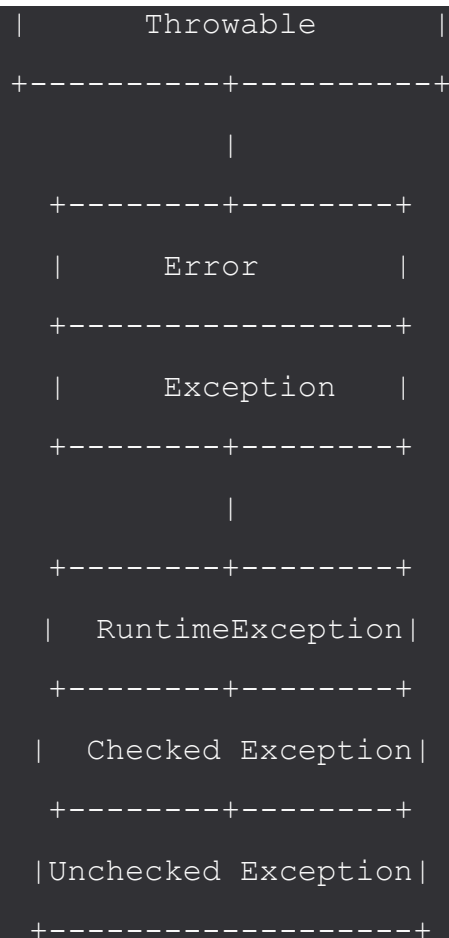 |      Throwable      |
+----------+----------+
           |
  +--------+--------+
  |     Error       |
  +-----------------+
  |     Exception   |
  +--------+--------+
           |
  +--------+--------+
  |  RuntimeException|
  +--------+--------+
 |  Checked Exception|
  +--------+--------+
 |Unchecked Exception|
 +-------------------+